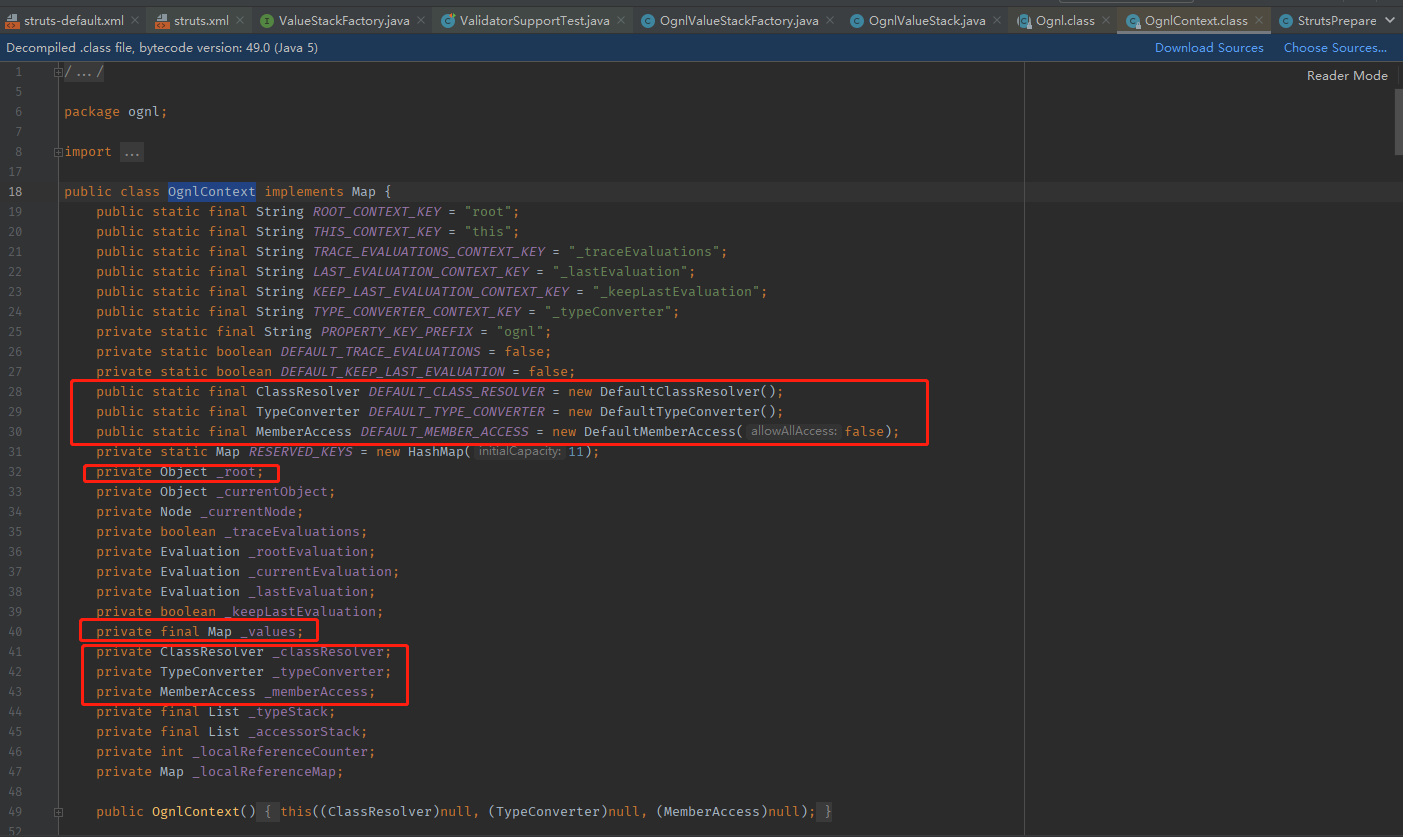 struts-default.xml struts.xml ValueStackFactory.java ValidatorSupportTest.java OgnlValueStackFactory.java OgnlValueStack.java Ognl.class OgnlContext.class StrutsPrepare
Decompiled .class file, bytecode version: 49.0 (Java 5) Download Sources Choose Sources...
Reader Mode
1 /.../
5
6 package ognl;
7
8 import ...
17
18 public class OgnlContext implements Map {
19 public static final String ROOT_CONTEXT_KEY = "root";
20 public static final String THIS_CONTEXT_KEY = "this";
21 public static final String TRACE_EVALUATIONS_CONTEXT_KEY = "_traceEvaluations";
22 public static final String LAST_EVALUATION_CONTEXT_KEY = "_lastEvaluation";
23 public static final String KEEP_LAST_EVALUATION_CONTEXT_KEY = "_keepLastEvaluation";
24 public static final String TYPE_CONVERTER_CONTEXT_KEY = "_typeConverter";
25 private static final String PROPERTY_KEY_PREFIX = "ognl";
26 private static boolean DEFAULT_TRACE_EVALUATIONS = false;
27 private static boolean DEFAULT_KEEP_LAST_EVALUATION = false;
28 public static final ClassResolver DEFAULT_CLASS_RESOLVER = new DefaultClassResolver();
29 public static final TypeConverter DEFAULT_TYPE_CONVERTER = new DefaultTypeConverter();
30 public static final MemberAccess DEFAULT_MEMBER_ACCESS = new DefaultMemberAccess( allowAllAccess: false);
31 private static Map RESERVED_KEYS = new HashMap( initialCapacity: 11);
32 private Object _root;
33 private Object _currentObject;
34 private Node _currentNode;
35 private boolean _traceEvaluations;
36 private Evaluation _rootEvaluation;
37 private Evaluation _currentEvaluation;
38 private Evaluation _lastEvaluation;
39 private boolean _keepLastEvaluation;
40 private final Map _values;
41 private ClassResolver _classResolver;
42 private TypeConverter _typeConverter;
43 private MemberAccess _memberAccess;
44 private final List _typeStack;
45 private final List _accessorStack;
46 private int _localReferenceCounter;
47 private Map _localReferenceMap;
48
49 public OgnlContext() { this((ClassResolver)null, (TypeConverter)null, (MemberAccess)null); }
52